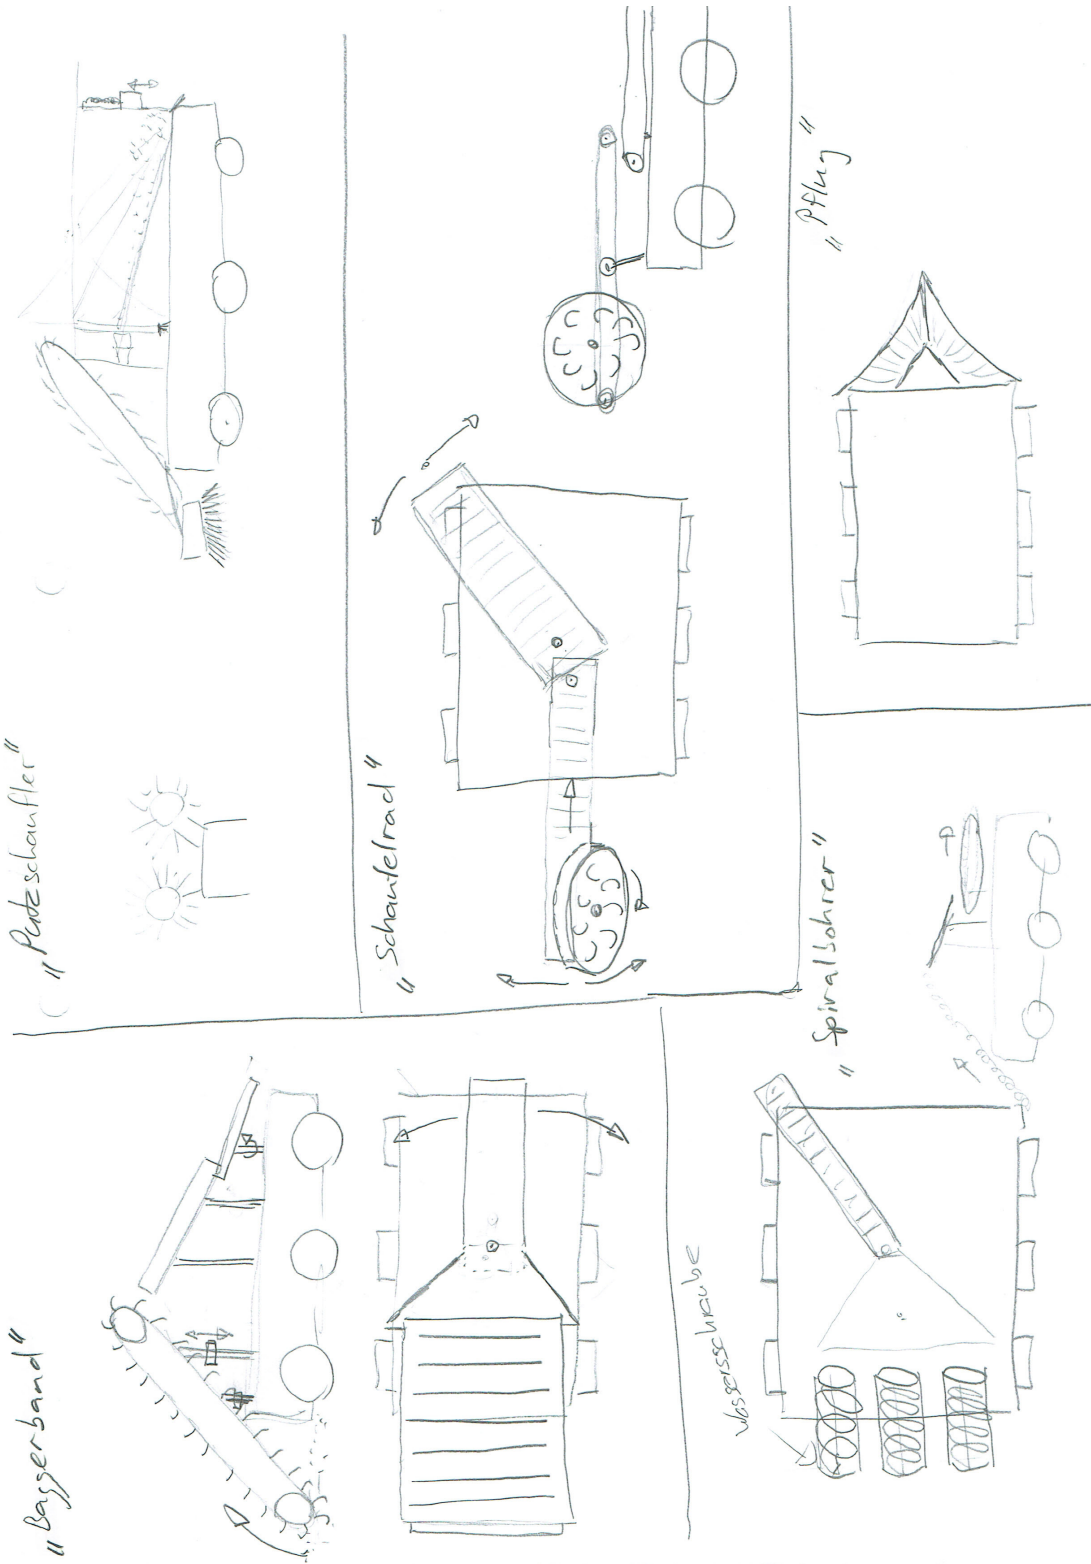 „Baggerband“
„Putzschaufler“
„Schaufelrad“
Wasserschraube
„Spiralbohrer“
„Pflug“